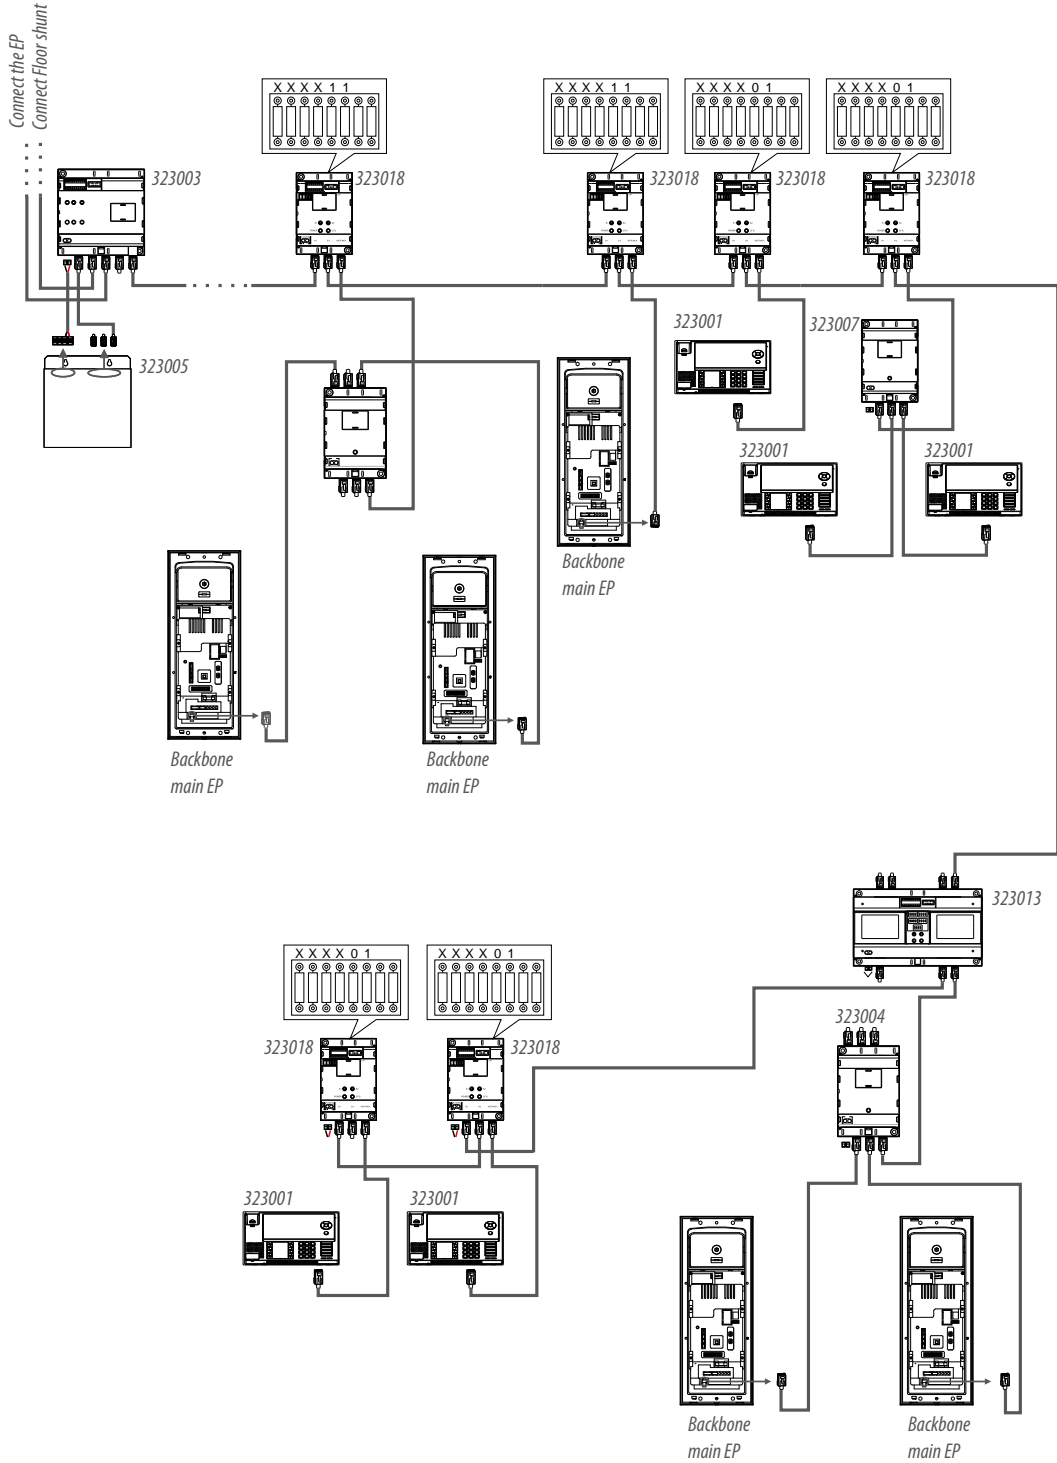 Connect the EP
Connect Floor shunt
X X X X 1 1
X X X X 1 1
X X X X 0 1
X X X X 0 1
323003
323018
323018
323018
323018
323001
323007
323005
323001
323001
Backbone
main EP
Backbone
main EP
Backbone
main EP
323013
X X X X 0 1
X X X X 0 1
323004
323018
323018
323001
323001
Backbone
main EP
Backbone
main EP